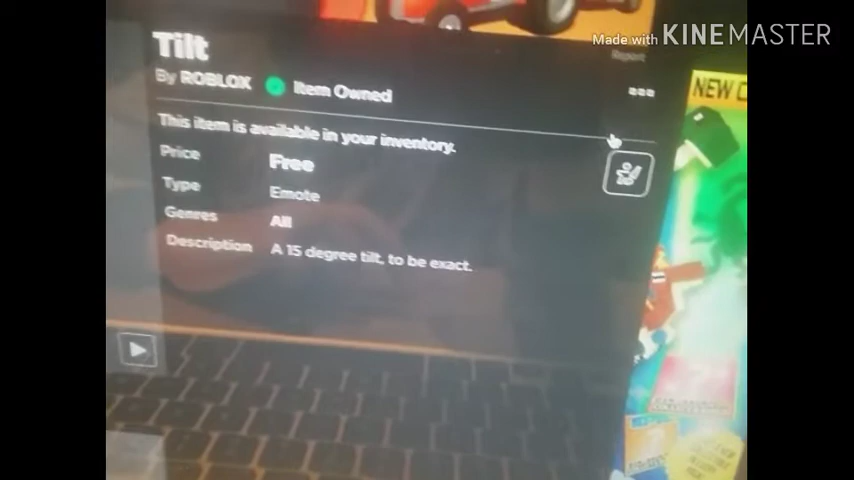 Made with KINEMASTER
Tilt
Report
By ROBLOX Item Owned
NEW
This item is available in your inventory.
Price Free
Type Emote
Genres All
Description A 15 degree tilt, to be exact.